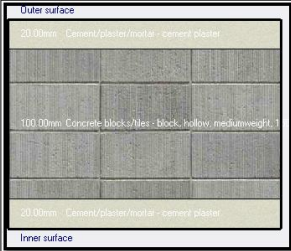 Outer surface
20.00mm Cement/plaster/mortar - cement plaster
100.00mm Concrete blocks/tiles - block, hollow, mediumweight, 1
20.00mm Cement/plaster/mortar - cement plaster
Inner surface